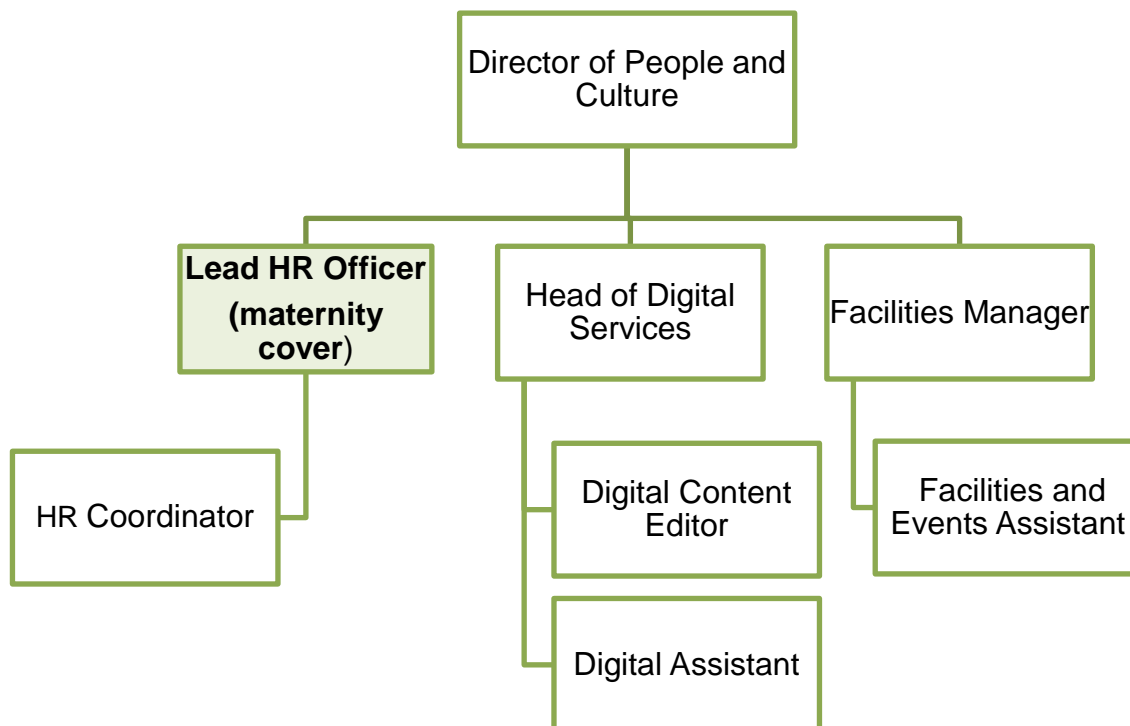 Director of People and
Culture
Lead HR Officer
(maternity
cover)
Head of Digital
Services
Facilities Manager
HR Coordinator
Digital Content
Editor
Facilities and
Events Assistant
Digital Assistant